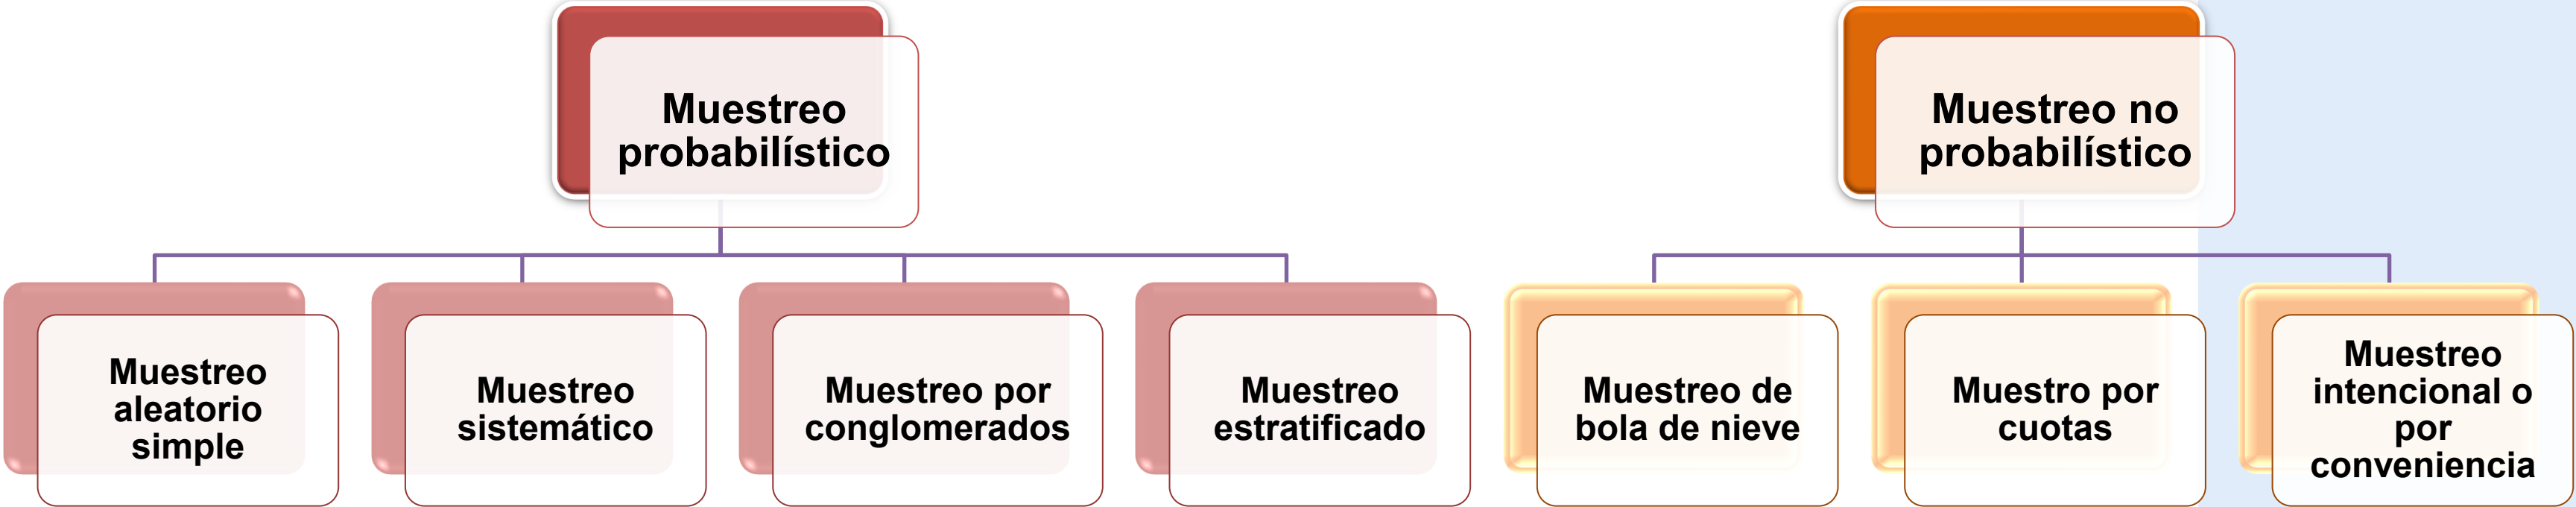 Muestreo
probabilístico
Muestreo no
probabilístico
Muestreo
aleatorio
simple
Muestreo
sistemático
Muestreo por
conglomerados
Muestreo
estratificado
Muestreo de
bola de nieve
Muestro por
cuotas
Muestreo
intencional o
por
conveniencia